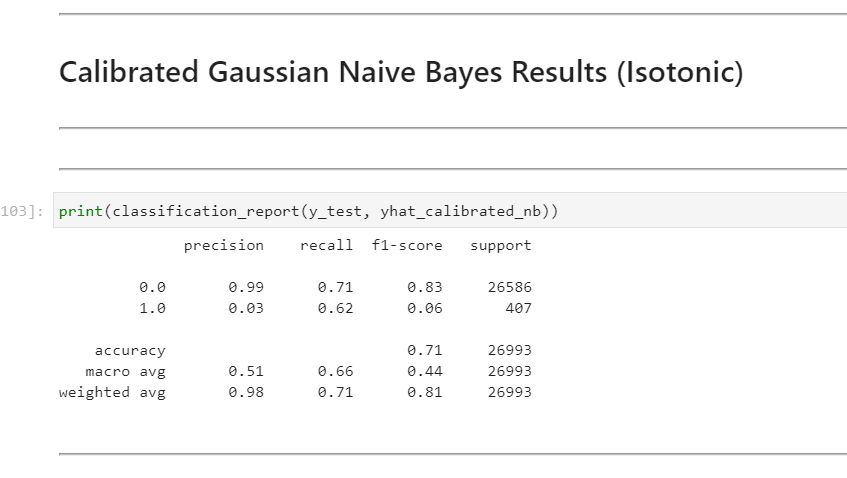 Calibrated Gaussian Naive Bayes Results (Isotonic)
103]: print(classification_report(y_test, yhat_calibrated_nb))
precision recall f1-score support
0.0 0.99 0.71 0.83 26586
1.0 0.03 0.62 0.06 407
accuracy 0.71 26993
macro avg 0.51 0.66 0.44 26993
weighted avg 0.98 0.71 0.81 26993